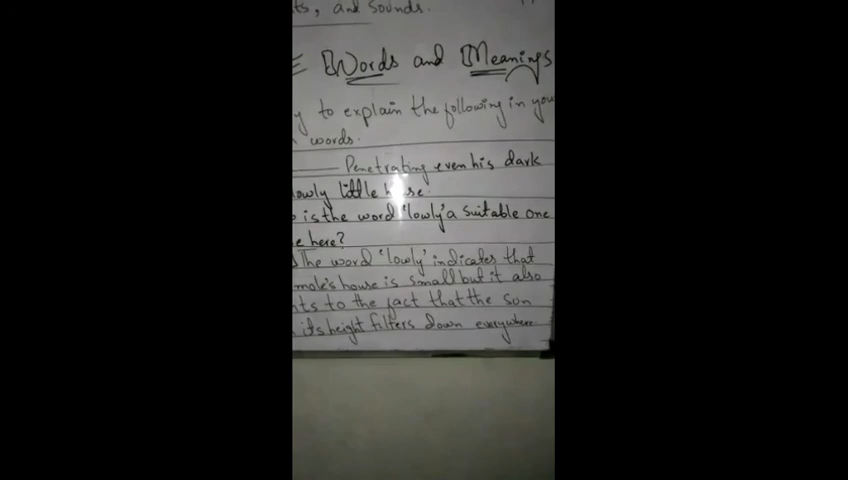 ts, and sounds.
Words and Meanings
y to explain the following in you
words.
Penetrating even his dark
lowly little house.
is the word 'lowly' a suitable one
e here?
The word 'lowly' indicates that
mole's house is small but it also
nts to the fact that the sun
its height filters down everywhere